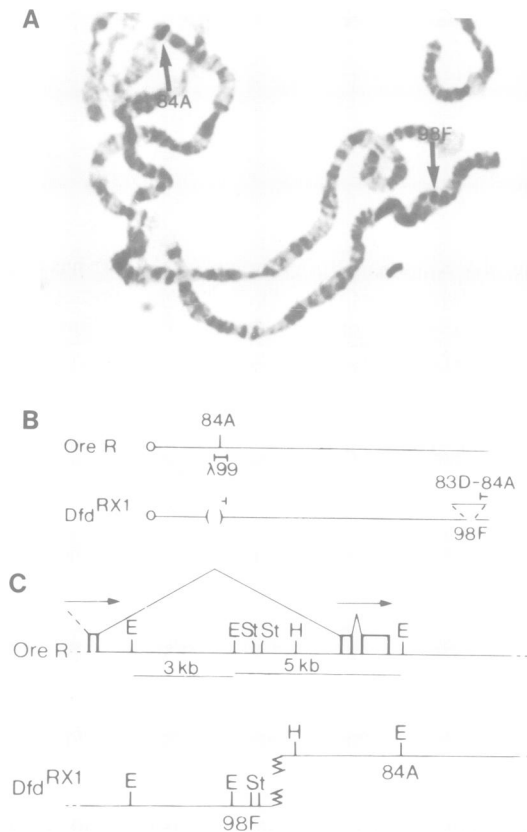 A
84A
98F
B
84A
Ore R
λ99
83D-84A
Dfd RX1
98F
C
E
E St St H
E
Ore R
3 kb
5 kb
H
E
84A
E
E St
Dfd RX1
98F